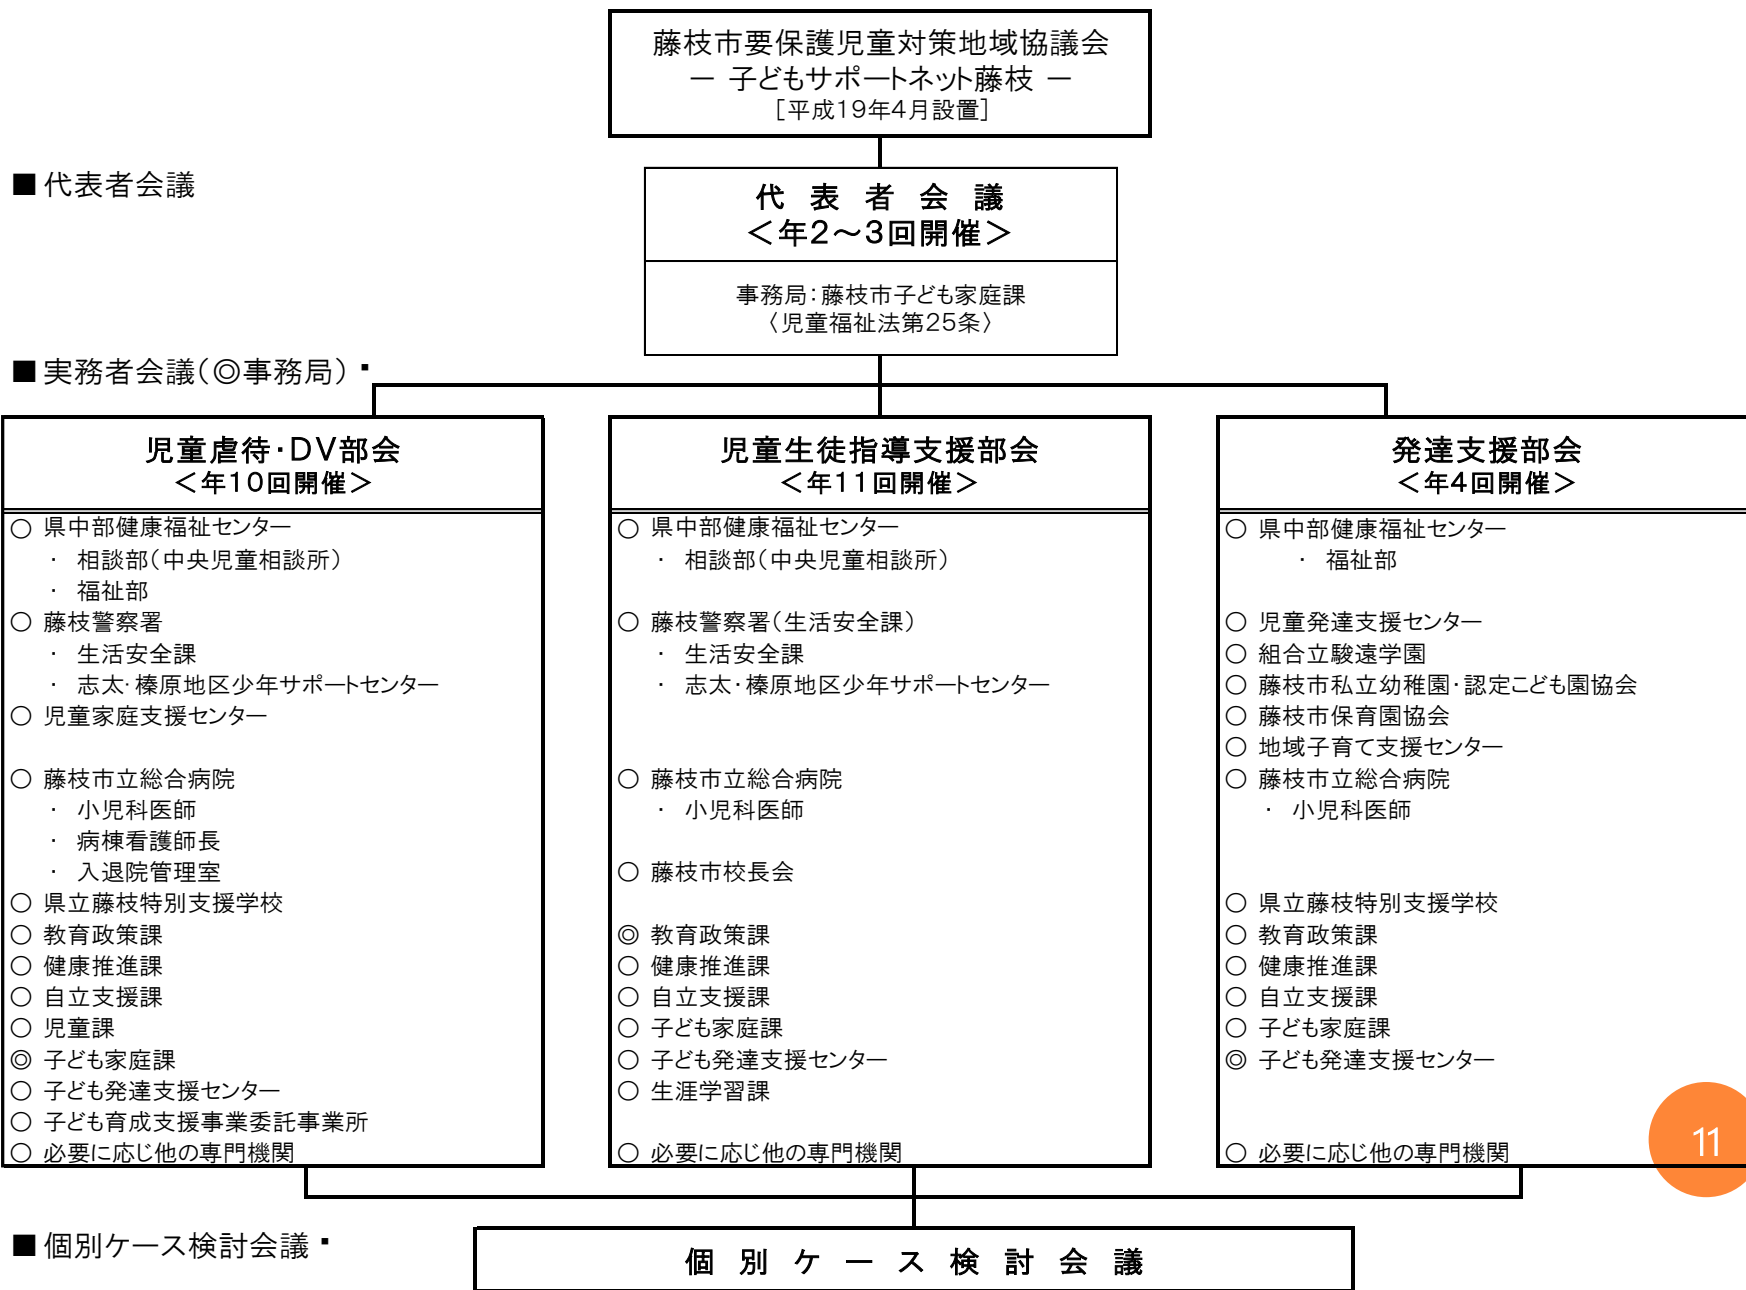 藤枝市要保護児童対策地域協議会
― 子どもサポートネット藤枝 ―
[平成19年4月設置]
■代表者会議
代表者会議
＜年2～3回開催＞
事務局：藤枝市子ども家庭課
〈児童福祉法第25条〉
■実務者会議（◎事務局）▪
児童虐待・DV部会
＜年10回開催＞
○ 県中部健康福祉センター
・ 相談部（中央児童相談所）
・ 福祉部
○ 藤枝警察署
・ 生活安全課
・ 志太・榛原地区少年サポートセンター
○ 児童家庭支援センター
○ 藤枝市立総合病院
・ 小児科医師
・ 病棟看護師長
・ 入退院管理室
○ 県立藤枝特別支援学校
○ 教育政策課
○ 健康推進課
○ 自立支援課
○ 児童課
◎ 子ども家庭課
○ 子ども発達支援センター
○ 子ども育成支援事業委託事業所
○ 必要に応じ他の専門機関
児童生徒指導支援部会
＜年11回開催＞
○ 県中部健康福祉センター
・ 相談部（中央児童相談所）
○ 藤枝警察署（生活安全課）
・ 生活安全課
・ 志太・榛原地区少年サポートセンター
○ 藤枝市立総合病院
・ 小児科医師
○ 藤枝市校長会
◎ 教育政策課
○ 健康推進課
○ 自立支援課
○ 子ども家庭課
○ 子ども発達支援センター
○ 生涯学習課
○ 必要に応じ他の専門機関
発達支援部会
＜年4回開催＞
○ 県中部健康福祉センター
・ 福祉部
○ 児童発達支援センター
○ 組合立駿遠学園
○ 藤枝市私立幼稚園・認定こども園協会
○ 藤枝市保育園協会
○ 地域子育て支援センター
○ 藤枝市立総合病院
・ 小児科医師
○ 県立藤枝特別支援学校
○ 教育政策課
○ 健康推進課
○ 自立支援課
○ 子ども家庭課
◎ 子ども発達支援センター
○ 必要に応じ他の専門機関
11
■個別ケース検討会議▪
個別ケース検討会議